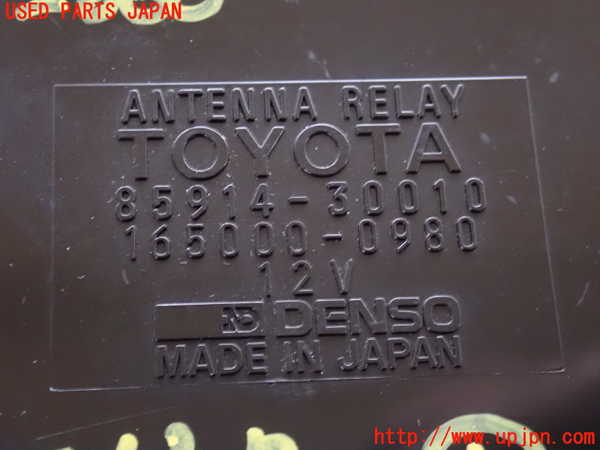 USED PARTS JAPAN
ANTENNA RELAY
TOYOTA
85914-30010
165000-0980
12V
ND DENSO
MADE IN JAPAN
http://www.upjpn.com